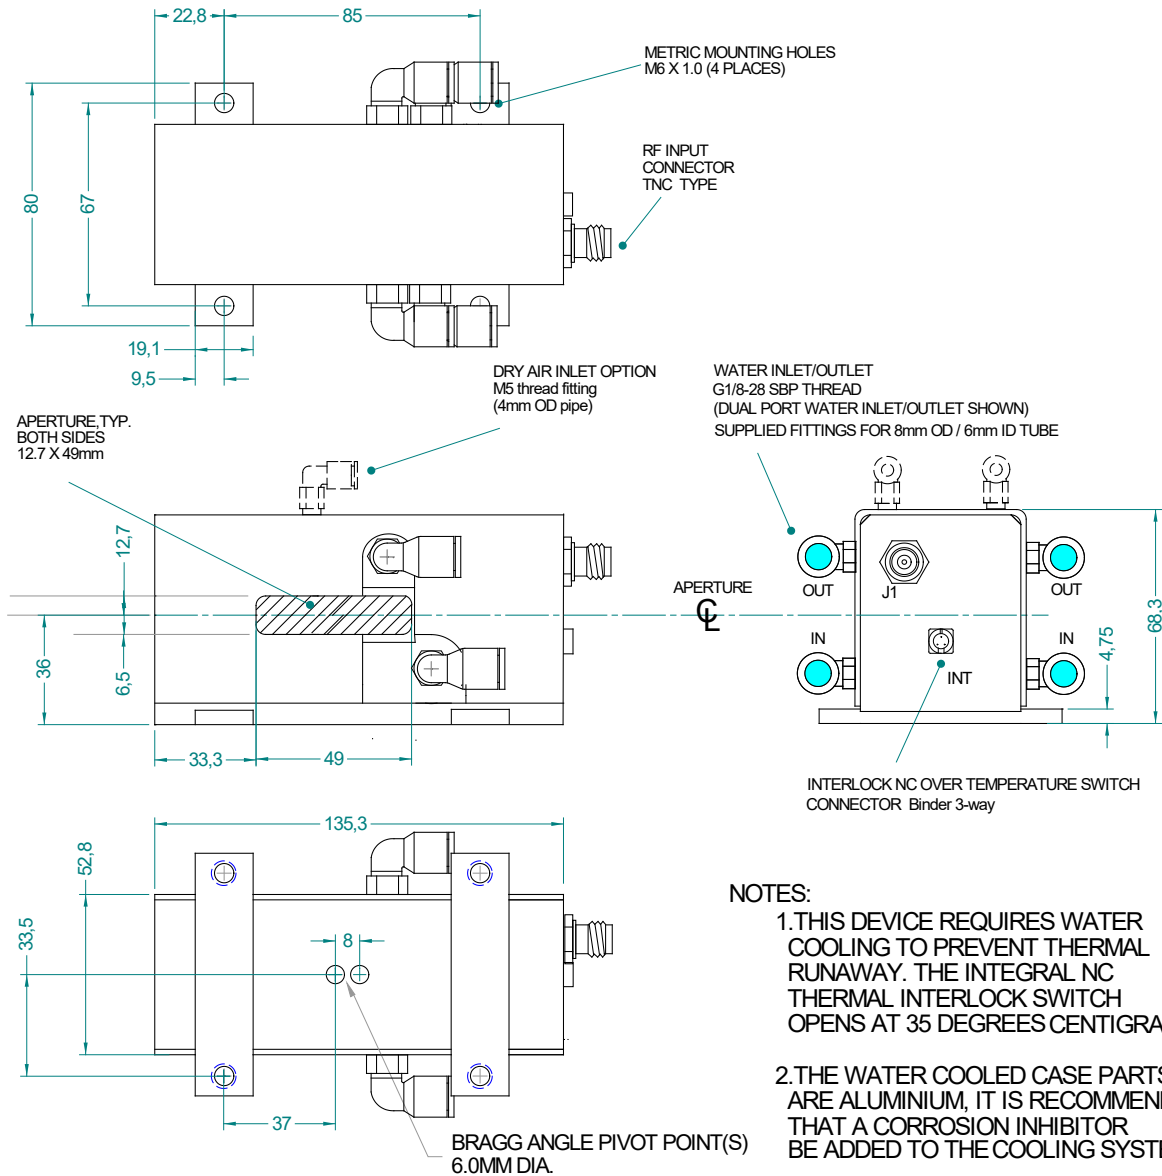 22,8
85
METRIC MOUNTING HOLES
M6 X 1.0 (4 PLACES)
RF INPUT
CONNECTOR
TNC TYPE
80
67
19,1
9,5
DRY AIR INLET OPTION
M5 thread fitting
(4mm OD pipe)
WATER INLET/OUTLET
G1/8-28 SBP THREAD
(DUAL PORT WATER INLET/OUTLET SHOWN)
SUPPLIED FITTINGS FOR 8mm OD / 6mm ID TUBE
APERTURE,TYP.
BOTH SIDES
12.7 X 49mm
12,7
36
6,5
33,3
49
APERTURE
CL
OUT
J1
OUT
IN
IN
INT
4,75
68.3
INTERLOCK NC OVER TEMPERATURE SWITCH
CONNECTOR Binder 3-way
135,3
52,8
33,5
8
37
BRAGG ANGLE PIVOT POINT(S)
6.0MM DIA.
NOTES:
1.THIS DEVICE REQUIRES WATER
COOLING TO PREVENT THERMAL
RUNAWAY. THE INTEGRAL NC
THERMAL INTERLOCK SWITCH
OPENS AT 35 DEGREES CENTIGRA
2.THE WATER COOLED CASE PARTS
ARE ALUMINIUM, IT IS RECOMMEN
THAT A CORROSION INHIBITOR
BE ADDED TO THE COOLING SYST